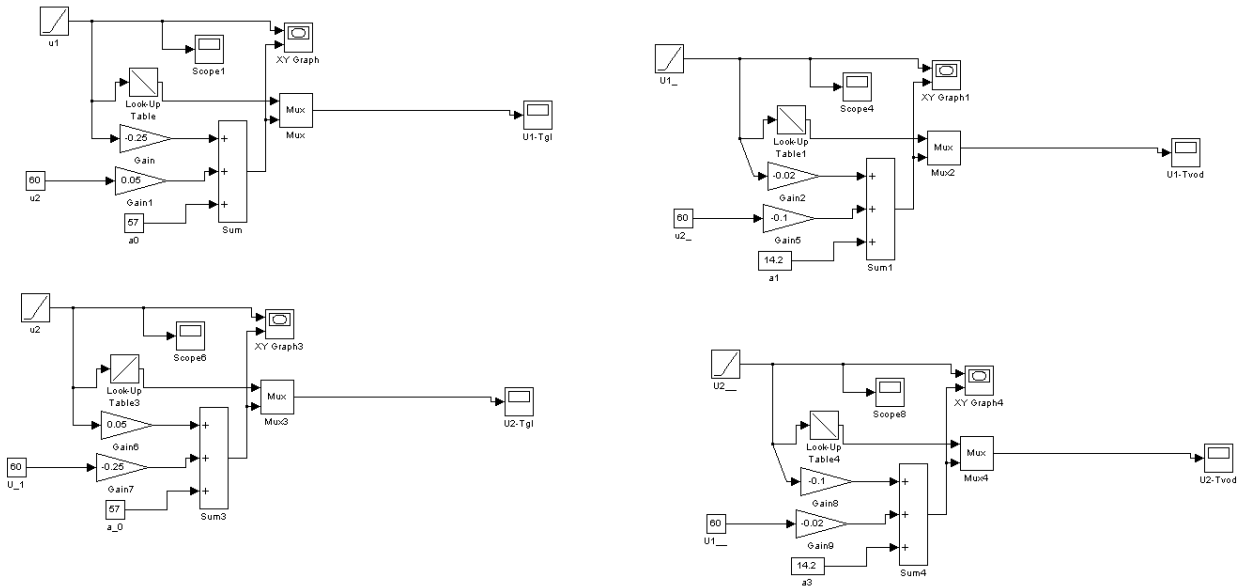 u1
Scope1
XY Graph
Look-Up
Table
Mux
Mux
U1-Tgl
-0.25
Gain
60
u2
0.05
Gain1
57
a0
+
+
+
Sum
U1_
Scope4
XY Graph1
Look-Up
Table1
Mux
Mux2
U1-Tvod
-0.02
Gain2
60
u2_
-0.1
Gain5
14.2
a1
+
+
+
Sum1
u2
Scope6
XY Graph3
Look-Up
Table3
Mux
Mux3
U2-Tgl
0.05
Gain6
60
U_1
-0.25
Gain7
57
a_0
+
+
+
Sum3
U2__
Scope8
XY Graph4
Look-Up
Table4
Mux
Mux4
U2-Tvod
-0.1
Gain8
60
U1__
-0.02
Gain9
14.2
a3
+
+
+
Sum4